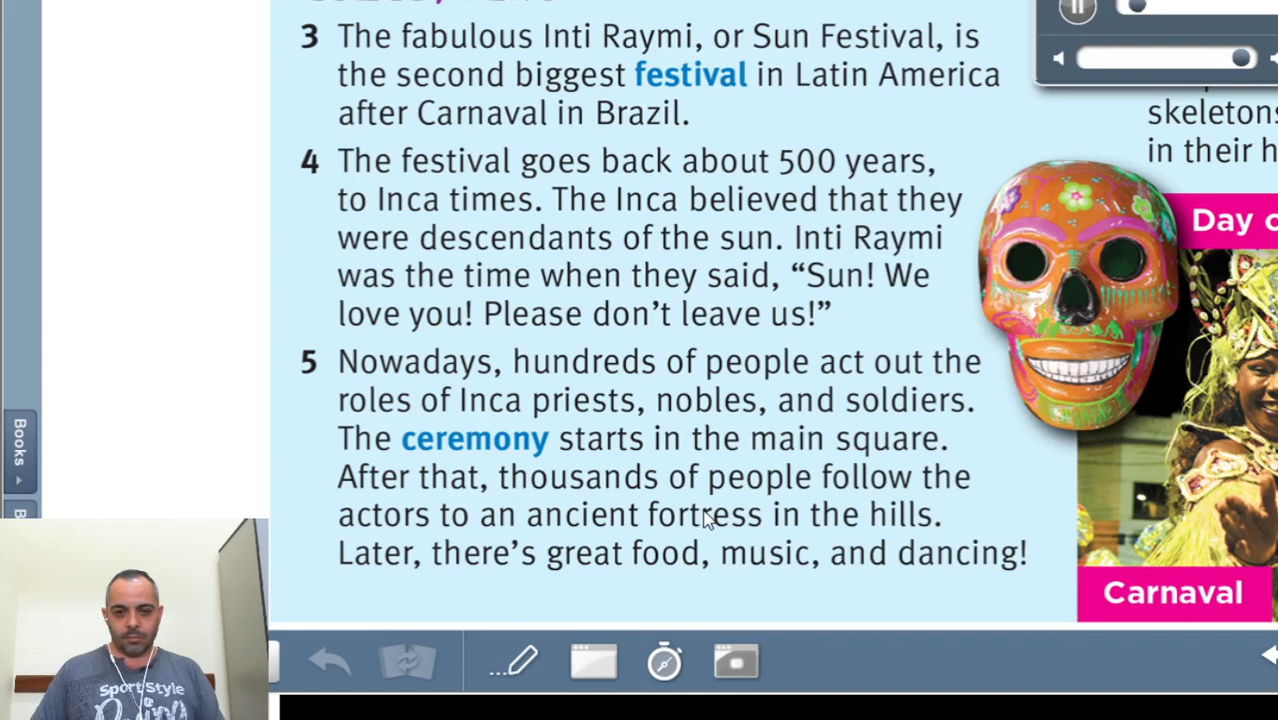 3 The fabulous Inti Raymi, or Sun Festival, is
the second biggest festival in Latin America
after Carnaval in Brazil.
4 The festival goes back about 500 years,
to Inca times. The Inca believed that they
were descendants of the sun. Inti Raymi
was the time when they said, “Sun! We
love you! Please don’t leave us!”
5 Nowadays, hundreds of people act out the
roles of Inca priests, nobles, and soldiers.
The ceremony starts in the main square.
After that, thousands of people follow the
actors to an ancient fortress in the hills.
Later, there’s great food, music, and dancing!
skeletons
in their h
Day o
Carnaval
Books
B
SportStyle